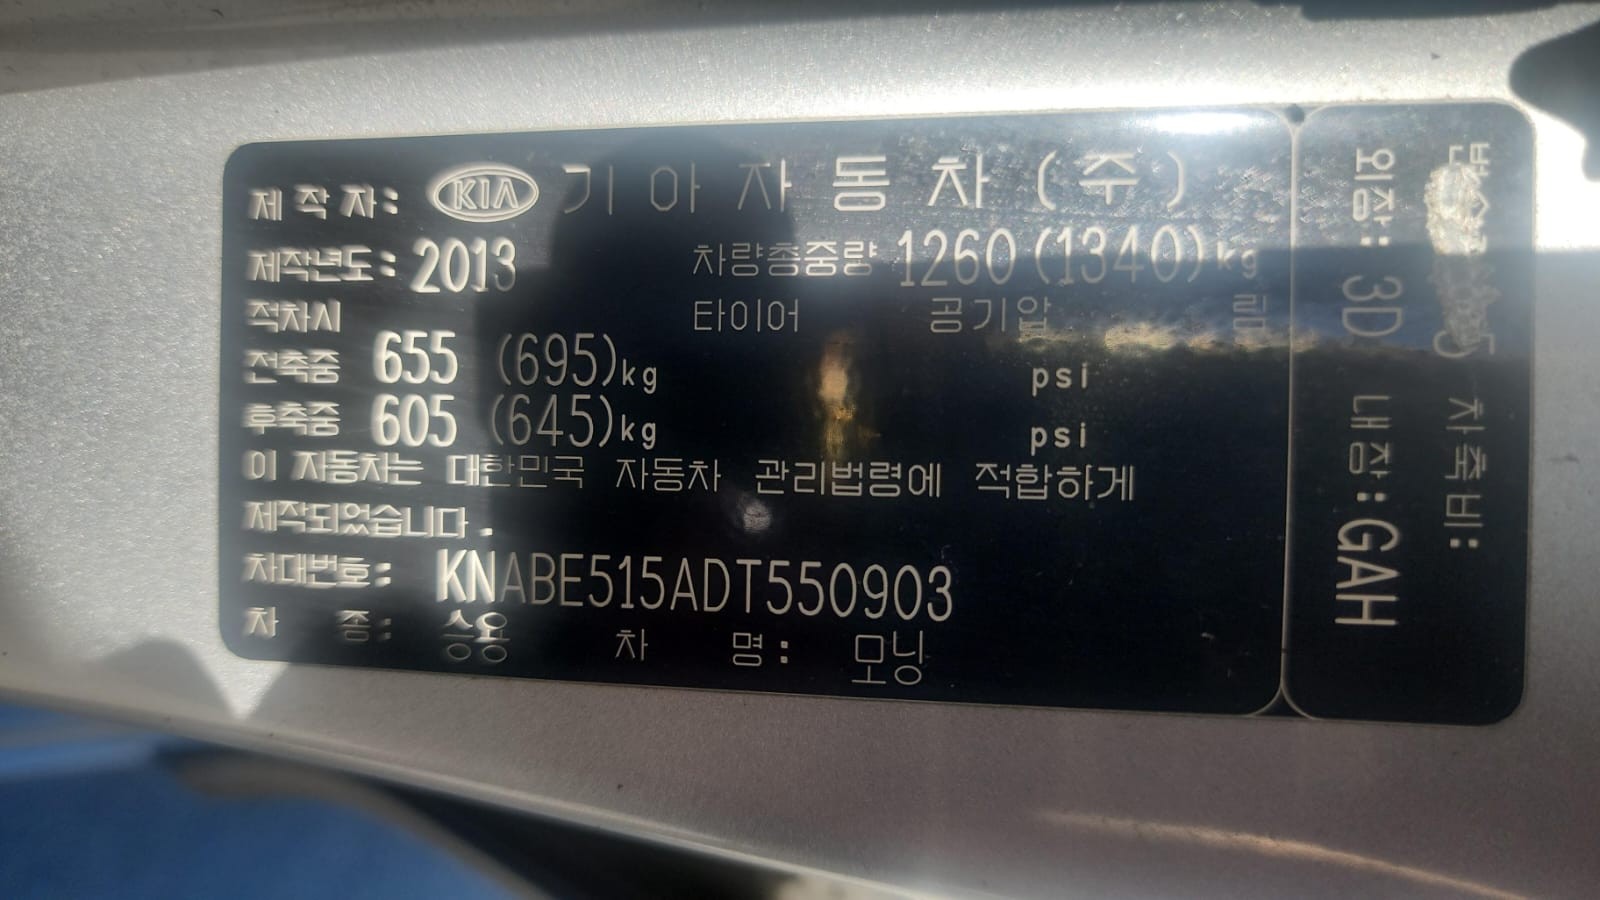 제 작 자: KIA 기 아 자 동 차 (주)
제작년도: 2013 차량총중량 1260 (1340)kg
적차시 타이어 공기압 림
전축중 655 (695)kg psi
후축중 605 (645)kg psi
이 자동차는 대한민국 자동차 관리법령에 적합하게
제작되었습니다.
차대번호: KNABE515ADT550903
차 종: 승용 차 명: 모닝
차축비:
외장: 3D 내장: GAH